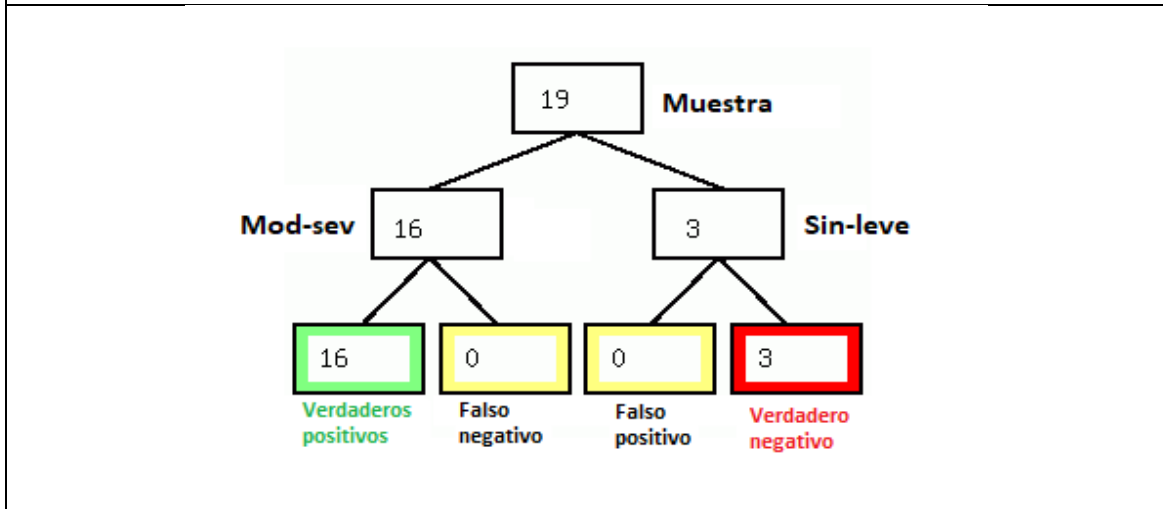 19
Muestra
Mod-sev
16
3
Sin-leve
16
0
0
3
Verdaderos
positivos
Falso
negativo
Falso
positivo
Verdadero
negativo